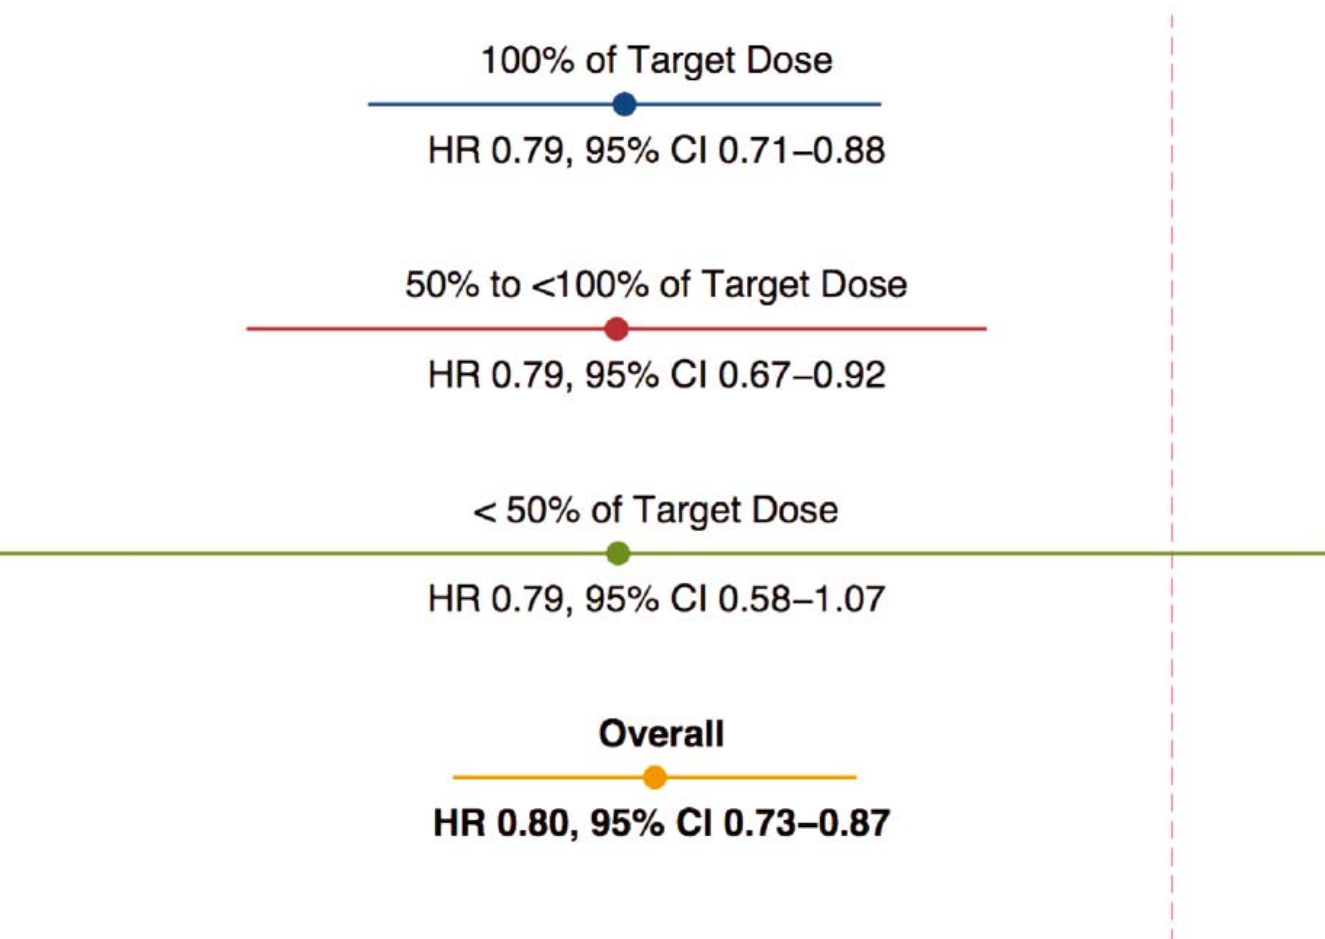 100% of Target Dose
HR 0.79, 95% CI 0.71–0.88
50% to <100% of Target Dose
HR 0.79, 95% CI 0.67–0.92
< 50% of Target Dose
HR 0.79, 95% CI 0.58–1.07
Overall
HR 0.80, 95% CI 0.73–0.87